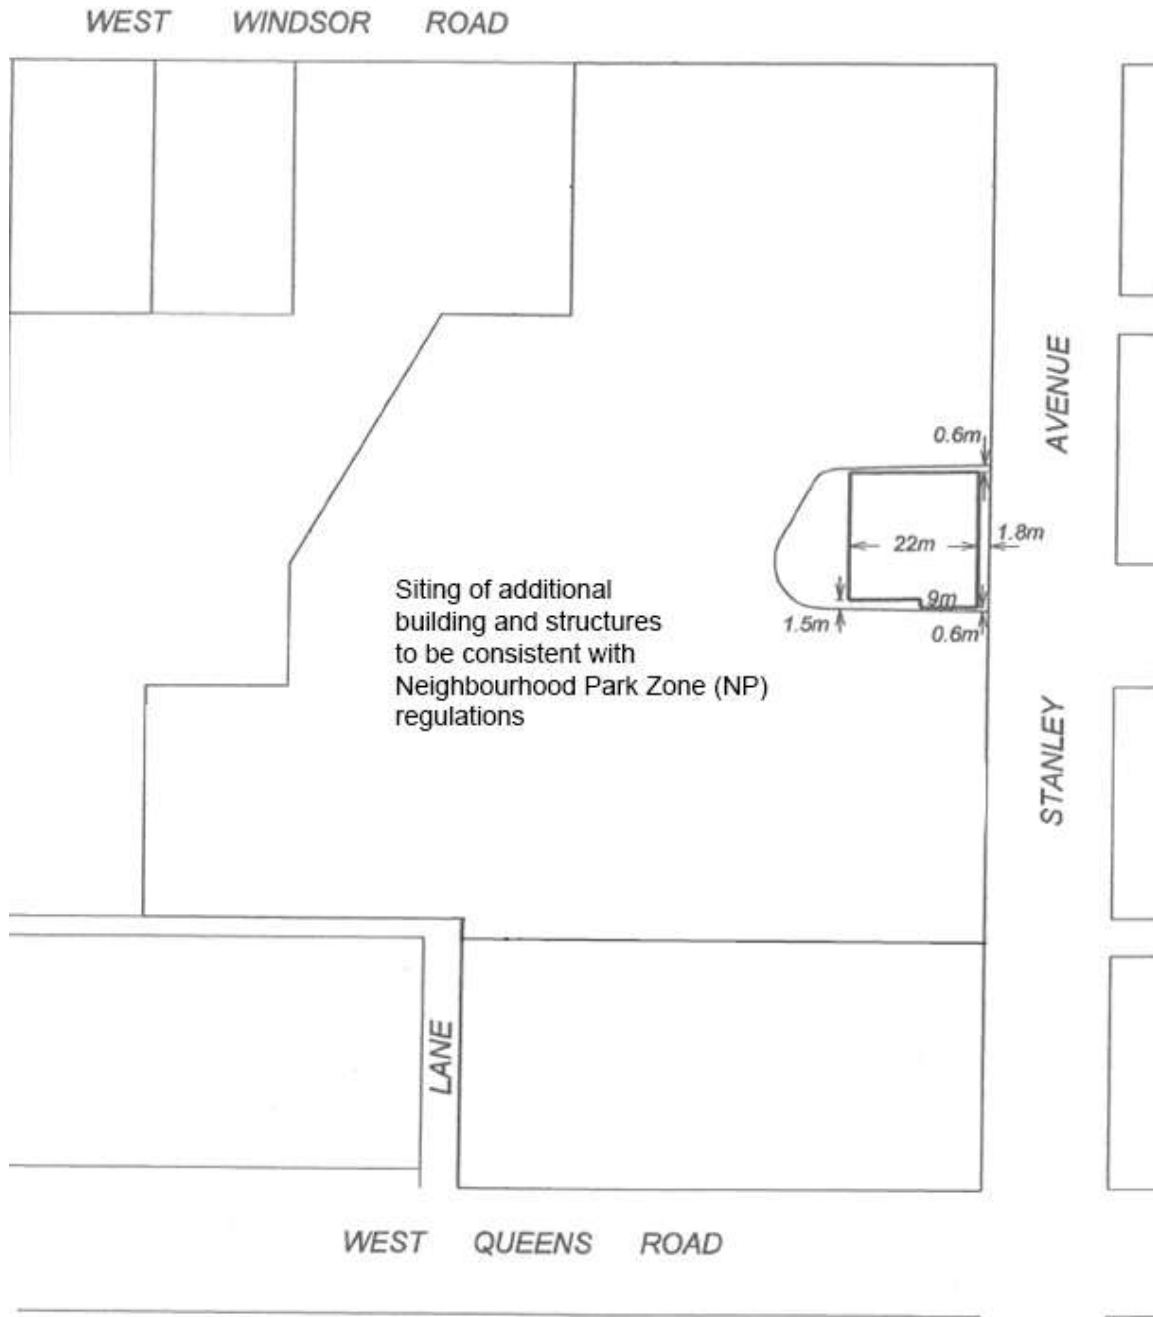 WEST WINDSOR ROAD
AVENUE
0.6m
1.8m
22m
Siting of additional
building and structures
to be consistent with
Neighbourhood Park Zone (NP)
regulations
9m
1.5m
0.6m
STANLEY
LANE
WEST QUEENS ROAD